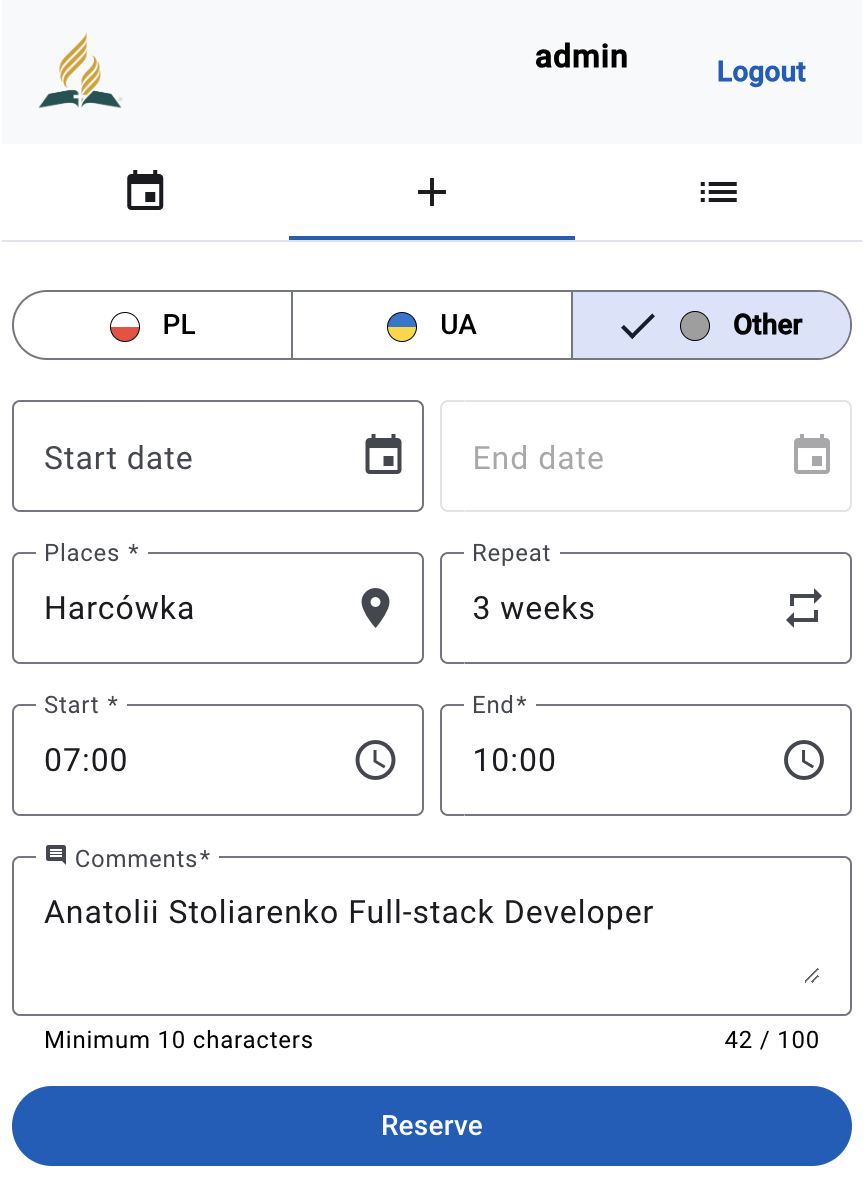 admin
Logout
PL
UA
Other
Start date
End date
Places *
Repeat
Harcówka
3 weeks
Start *
End*
07:00
10:00
Comments*
Anatolii Stoliarenko Full-stack Developer
Minimum 10 characters
42 / 100
Reserve